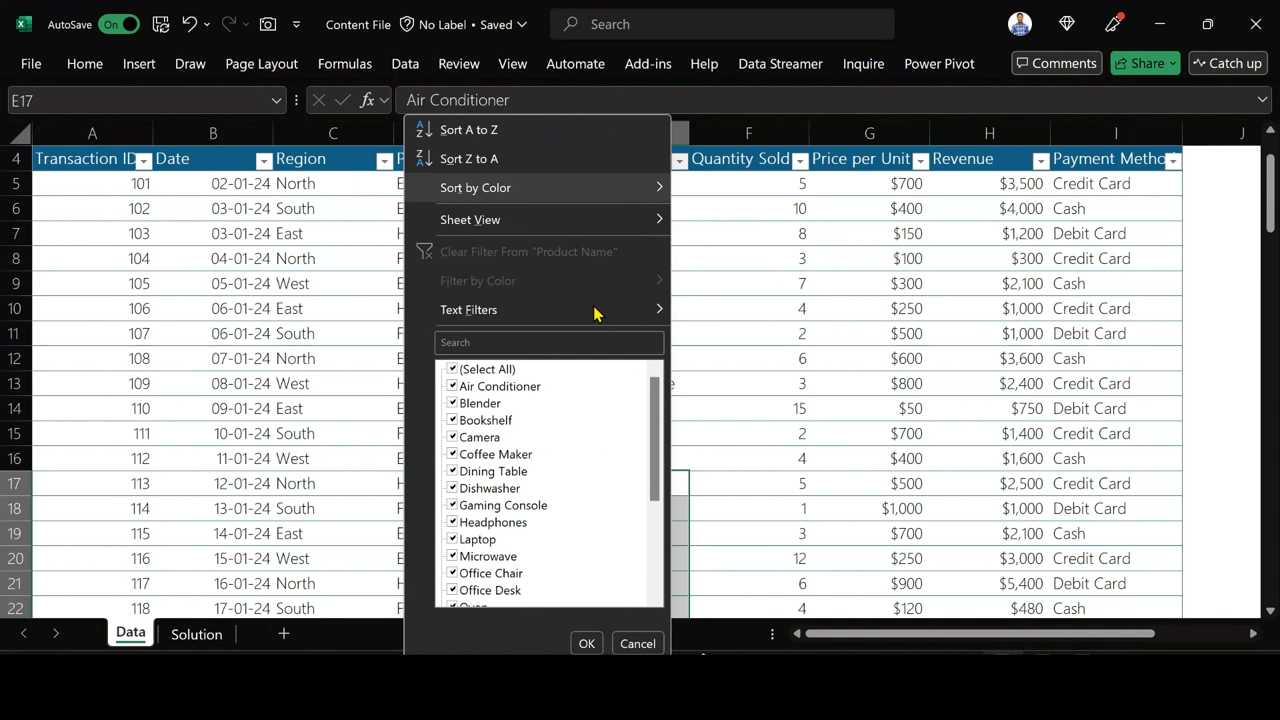 AutoSave On Content File No Label • Saved Search
File Home Insert Draw Page Layout Formulas Data Review View Automate Add-ins Help Data Streamer Inquire Power Pivot Comments Share Catch up
E17 fx Air Conditioner
A B C F G H I J
4 Transaction ID Date Region Quantity Sold Price per Unit Revenue Payment Metho
5 101 02-01-24 North 5 $700 $3,500 Credit Card
6 102 03-01-24 South 10 $400 $4,000 Cash
7 103 03-01-24 East 8 $150 $1,200 Debit Card
8 104 04-01-24 North 3 $100 $300 Credit Card
9 105 05-01-24 West 7 $300 $2,100 Cash
10 106 06-01-24 East 4 $250 $1,000 Credit Card
11 107 06-01-24 South 2 $500 $1,000 Debit Card
12 108 07-01-24 North 6 $600 $3,600 Cash
13 109 08-01-24 West 3 $800 $2,400 Credit Card
14 110 09-01-24 East 15 $50 $750 Debit Card
15 111 10-01-24 South 2 $700 $1,400 Credit Card
16 112 11-01-24 West 4 $400 $1,600 Cash
17 113 12-01-24 North 5 $500 $2,500 Credit Card
18 114 13-01-24 South 1 $1,000 $1,000 Debit Card
19 115 14-01-24 East 3 $700 $2,100 Cash
20 116 15-01-24 West 12 $250 $3,000 Credit Card
21 117 16-01-24 North 6 $900 $5,400 Debit Card
22 118 17-01-24 South 4 $120 $480 Cash
Sort A to Z
Sort Z to A
Sort by Color
Sheet View
Clear Filter From "Product Name"
Filter by Color
Text Filters
Search
(Select All)
Air Conditioner
Blender
Bookshelf
Camera
Coffee Maker
Dining Table
Dishwasher
Gaming Console
Headphones
Laptop
Microwave
Office Chair
Office Desk
OK Cancel
Data Solution